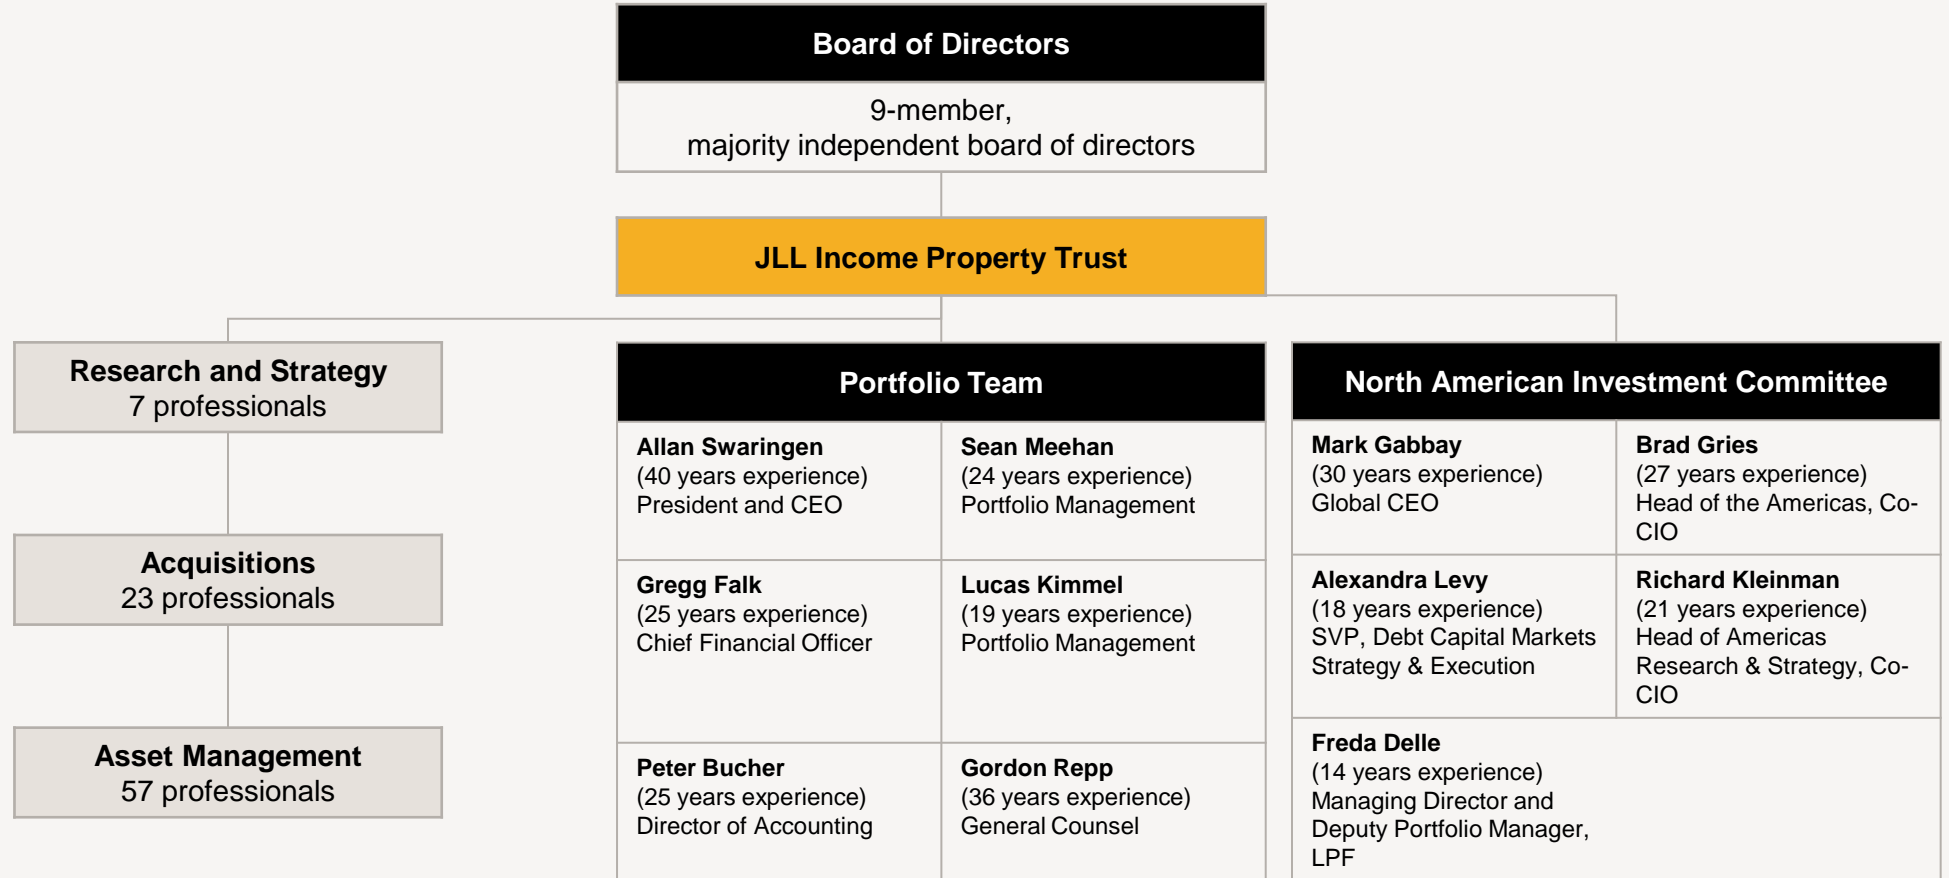 Board of Directors
9-member,
majority independent board of directors
JLL Income Property Trust
Research and Strategy
7 professionals
Acquisitions
23 professionals
Asset Management
57 professionals
Portfolio Team
Allan Swaringen
(40 years experience)
President and CEO
Sean Meehan
(24 years experience)
Portfolio Management
Gregg Falk
(25 years experience)
Chief Financial Officer
Lucas Kimmel
(19 years experience)
Portfolio Management
Peter Bucher
(25 years experience)
Director of Accounting
Gordon Repp
(36 years experience)
General Counsel
North American Investment Committee
Mark Gabbay
(30 years experience)
Global CEO
Brad Gries
(27 years experience)
Head of the Americas, Co-
CIO
Alexandra Levy
(18 years experience)
SVP, Debt Capital Markets
Strategy & Execution
Richard Kleinman
(21 years experience)
Head of Americas
Research & Strategy, Co-
CIO
Freda Delle
(14 years experience)
Managing Director and
Deputy Portfolio Manager,
LPF